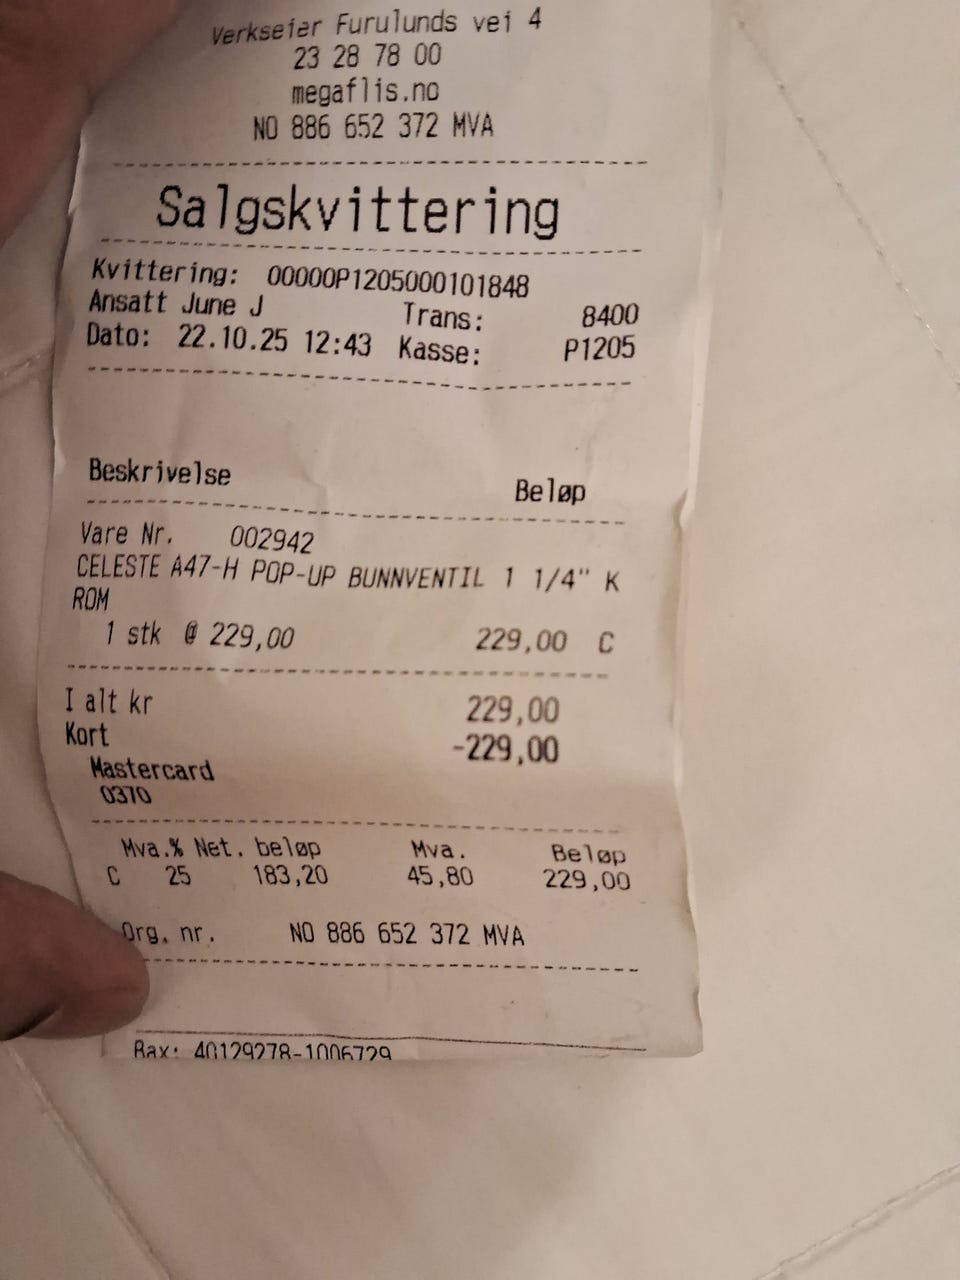 Verkseier Furulunds vei 4
23 28 78 00
megaflis.no
NO 886 652 372 MVA
Salgskvittering
Kvittering: 00000P1205000101848
Ansatt June J Trans: 8400
Dato: 22.10.25 12:43 Kasse: P1205
Beskrivelse Beløp
Vare Nr. 002942
CELESTE A47-H POP-UP BUNNVENTIL 1 1/4" K
ROM
1 stk @ 229,00 229,00 C
I alt kr 229,00
Kort -229,00
Mastercard
0370
Mva.% Net. beløp Mva. Beløp
C 25 183,20 45,80 229,00
Org. nr. NO 886 652 372 MVA
Bax: 40129278-1006729